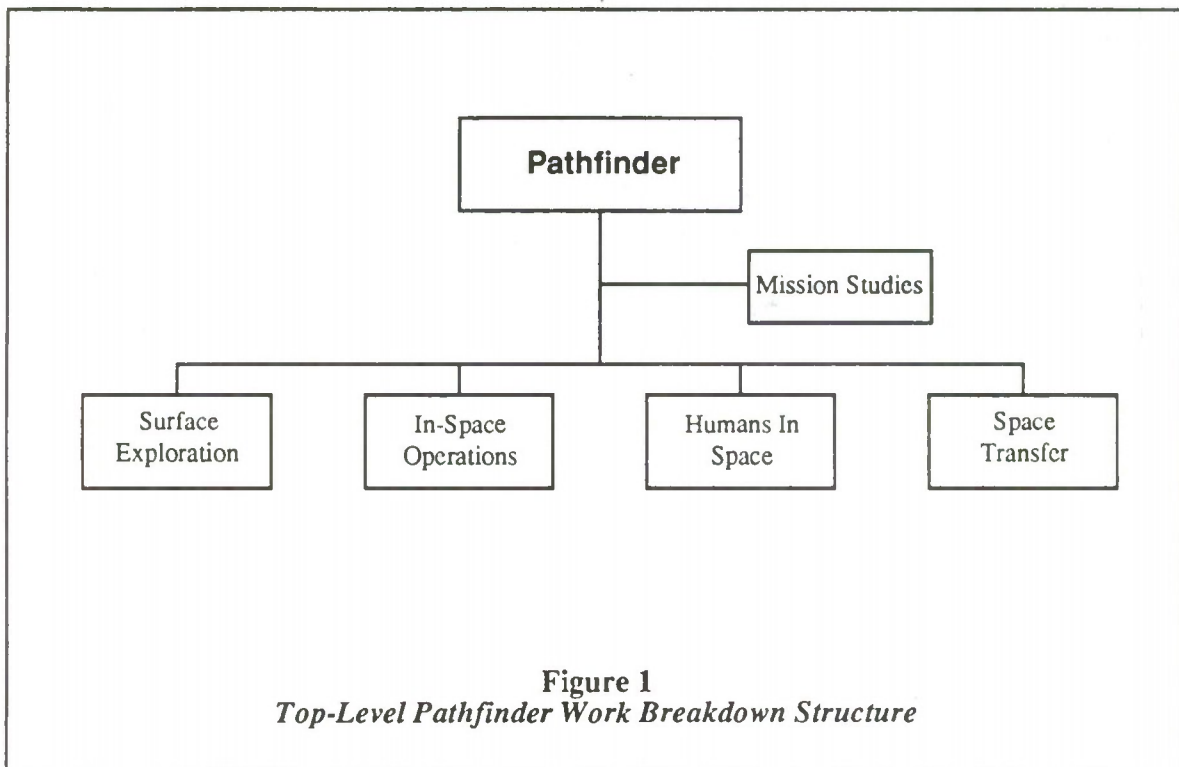 Pathfinder
Mission Studies
Surface
Exploration
In-Space
Operations
Humans In
Space
Space
Transfer
Figure 1
Top-Level Pathfinder Work Breakdown Structure